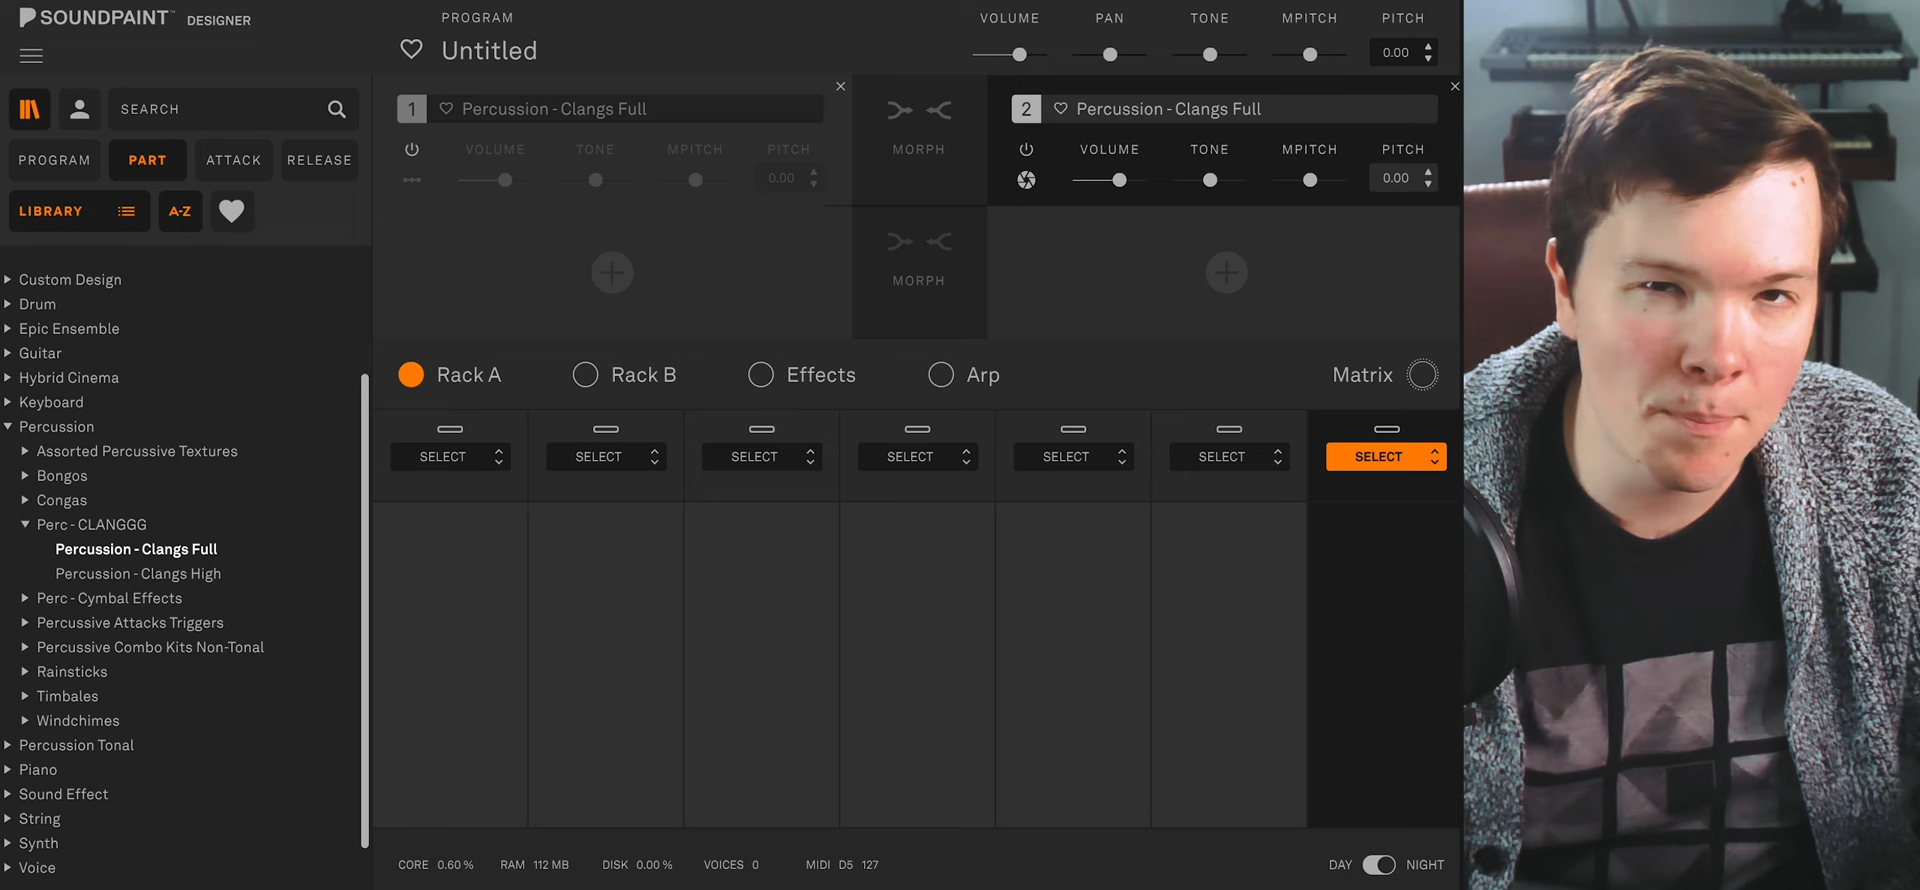 SOUNDPAINT™ DESIGNER
PROGRAM
Untitled
VOLUME PAN TONE MPITCH PITCH
0.00
SEARCH
PROGRAM PART ATTACK RELEASE
LIBRARY A-Z
1 Percussion - Clangs Full
VOLUME TONE MPITCH PITCH
0.00
MORPH
2 Percussion - Clangs Full
VOLUME TONE MPITCH PITCH
0.00
MORPH
Custom Design
Drum
Epic Ensemble
Guitar
Hybrid Cinema
Keyboard
Percussion
Assorted Percussive Textures
Bongos
Congas
Perc - CLANGGG
Percussion - Clangs Full
Percussion - Clangs High
Perc - Cymbal Effects
Percussive Attacks Triggers
Percussive Combo Kits Non-Tonal
Rainsticks
Timbales
Windchimes
Percussion Tonal
Piano
Sound Effect
String
Synth
Voice
Rack A Rack B Effects Arp Matrix
SELECT SELECT SELECT SELECT SELECT SELECT SELECT
CORE 0.60 % RAM 112 MB DISK 0.00 % VOICES 0 MIDI D5 127
DAY NIGHT